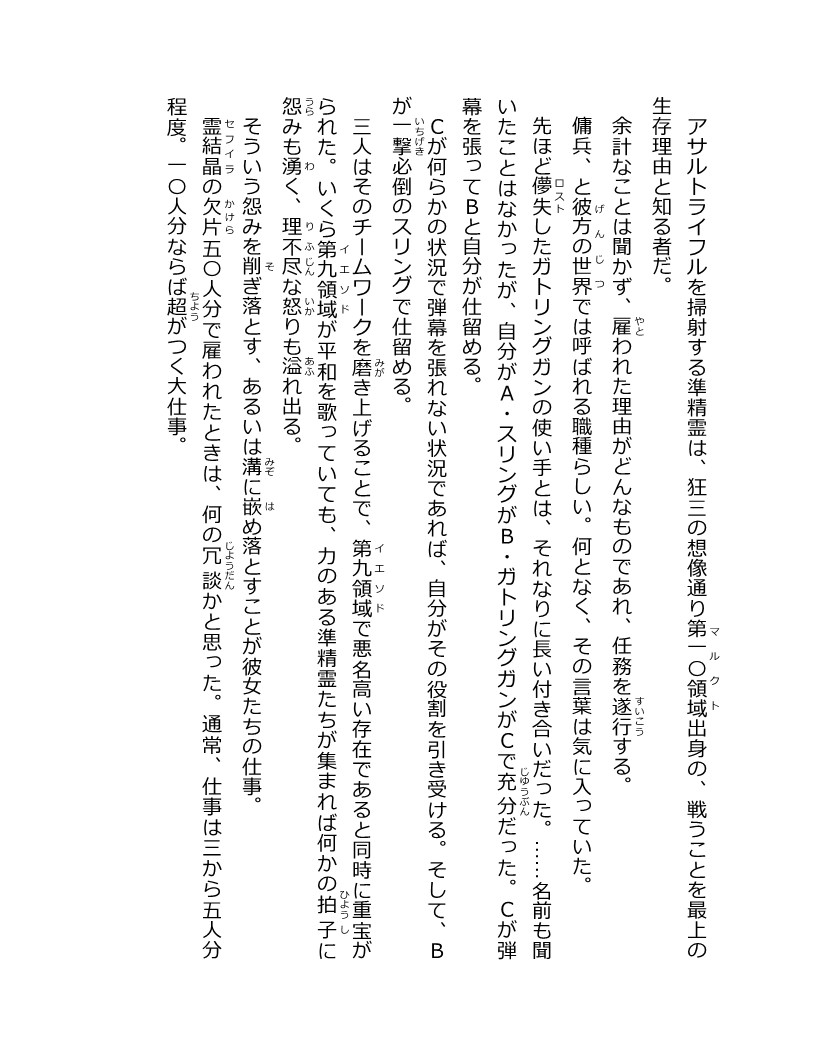 アサルトライフルを掃射する準精霊は、狂三の想像通り第一〇領域出身の、戦うことを最上の
生存理由と知る者だ。
余計なことは聞かず、雇われた理由がどんなものであれ、任務を遂行する。
傭兵、と彼方の世界では呼ばれる職種らしい。何となく、その言葉は気に入っていた。
先ほど儚失したガトリングガンの使い手とは、それなりに長い付き合いだった。……名前も聞
いたことはなかったが、自分がA・スリングがB・ガトリングガンがCで充分だった。Cが弾
幕を張ってBと自分が仕留める。
Cが何らかの状況で弾幕を張れない状況であれば、自分がその役割を引き受ける。そして、B
が一撃必倒のスリングで仕留める。
三人はそのチームワークを磨き上げることで、第九領域で悪名高い存在であると同時に重宝が
られた。いくら第九領域が平和を歌っていても、力のある準精霊たちが集まれば何かの拍子に
怨みも湧く、理不尽な怒りも溢れ出る。
そういう怨みを削ぎ落とす、あるいは溝に嵌め落とすことが彼女たちの仕事。
霊結晶の欠片五〇人分で雇われたときは、何の冗談かと思った。通常、仕事は三から五人分
程度。一〇人分ならば超がつく大仕事。